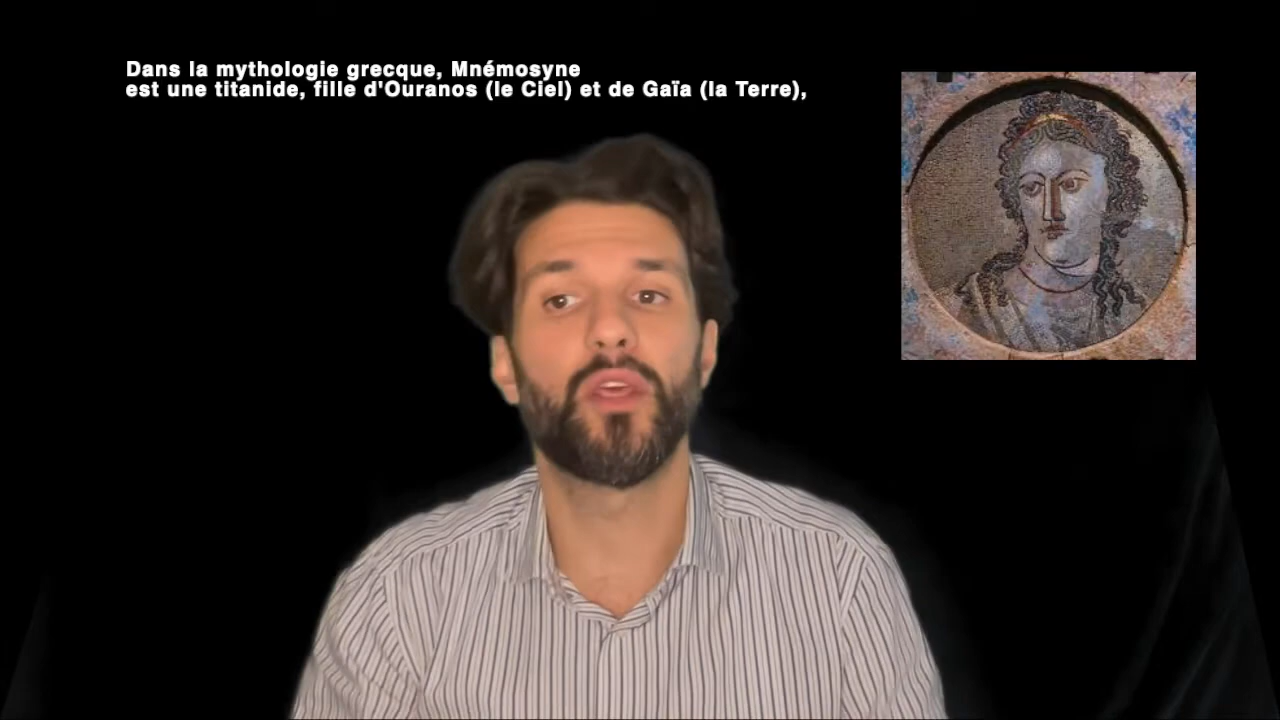 Dans la mythologie grecque, Mnémosyne
est une titanide, fille d'Ouranos (le Ciel) et de Gaïa (la Terre),